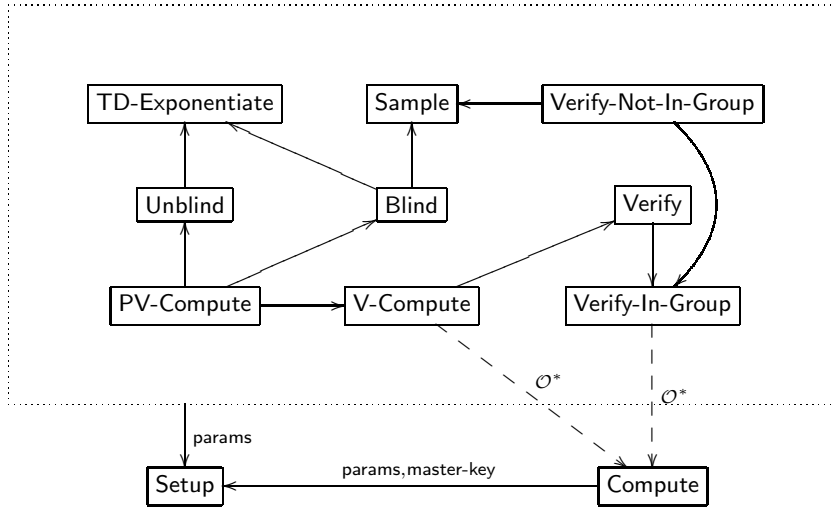 TD-Exponentiate
Sample
Verify-Not-In-Group
Unblind
Blind
Verify
PV-Compute
V-Compute
Verify-In-Group
𝒪*
𝒪*
params
params,master-key
Setup
Compute